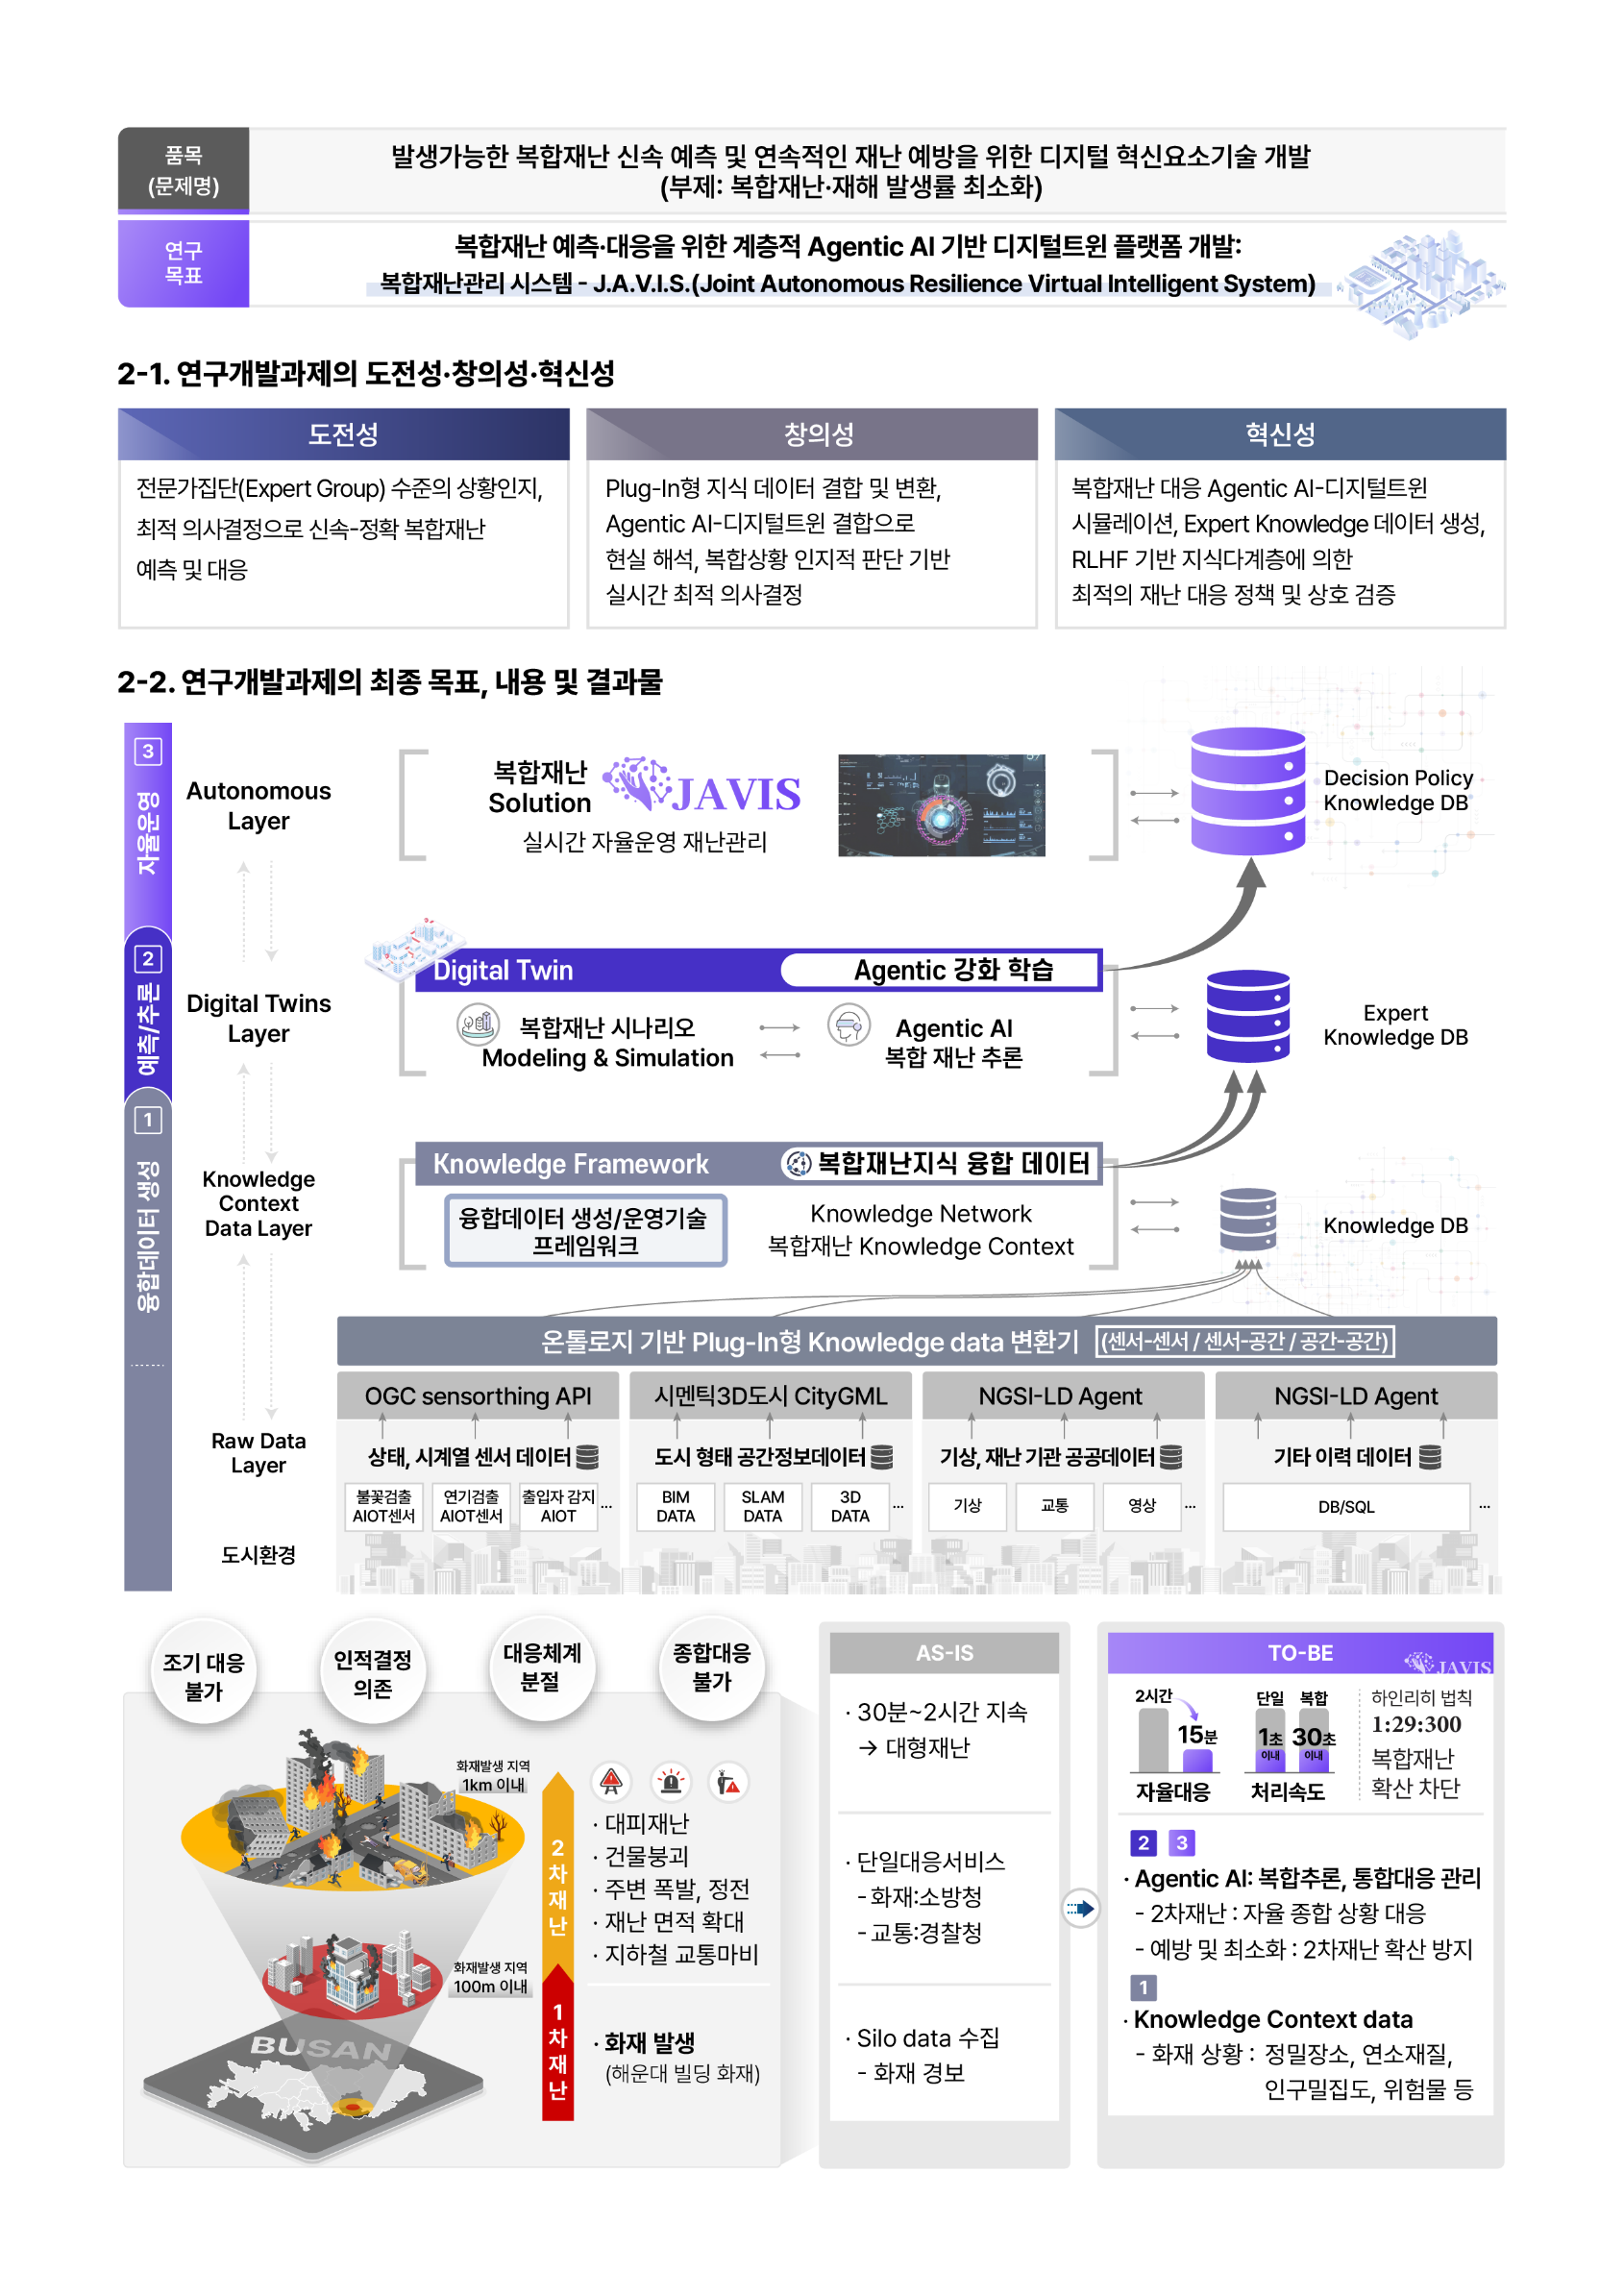 품목
(문제명)
발생가능한 복합재난 신속 예측 및 연속적인 재난 예방을 위한 디지털 혁신요소기술 개발
(부제: 복합재난·재해 발생률 최소화)
연구
목표
복합재난 예측·대응을 위한 계층적 Agentic AI 기반 디지털트윈 플랫폼 개발:
복합재난관리 시스템 - J.A.V.I.S.(Joint Autonomous Resilience Virtual Intelligent System)
2-1. 연구개발과제의 도전성·창의성·혁신성
도전성
전문가집단(Expert Group) 수준의 상황인지,
최적 의사결정으로 신속-정확 복합재난
예측 및 대응
창의성
Plug-In형 지식 데이터 결합 및 변환,
Agentic AI-디지털트윈 결합으로
현실 해석, 복합상황 인지적 판단 기반
실시간 최적 의사결정
혁신성
복합재난 대응 Agentic AI-디지털트윈
시뮬레이션, Expert Knowledge 데이터 생성,
RLHF 기반 지식다계층에 의한
최적의 재난 대응 정책 및 상호 검증
2-2. 연구개발과제의 최종 목표, 내용 및 결과물
3
자율운영
Autonomous
Layer
복합재난
Solution
JAVIS
실시간 자율운영 재난관리
Decision Policy
Knowledge DB
2
예측/추론
Digital Twins
Layer
Digital Twin
Agentic 강화 학습
복합재난 시나리오
Modeling & Simulation
Agentic AI
복합 재난 추론
Expert
Knowledge DB
1
융합데이터 생성
Knowledge
Context
Data Layer
Knowledge Framework
복합재난지식 융합 데이터
융합데이터 생성/운영기술
프레임워크
Knowledge Network
복합재난 Knowledge Context
Knowledge DB
온톨로지 기반 Plug-In형 Knowledge data 변환기
(센서-센서 / 센서-공간 / 공간-공간)
Raw Data
Layer
도시환경
OGC sensorthing API
상태, 시계열 센서 데이터
불꽃검출
AIOT센서
연기검출
AIOT센서
출입자 감지
AIOT
...
시멘틱3D도시 CityGML
도시 형태 공간정보데이터
BIM
DATA
SLAM
DATA
3D
DATA
...
NGSI-LD Agent
기상, 재난 기관 공공데이터
기상
교통
영상
...
NGSI-LD Agent
기타 이력 데이터
DB/SQL
...
조기 대응
불가
인적결정
의존
대응체계
분절
종합대응
불가
화재발생 지역
1km 이내
화재발생 지역
100m 이내
BUSAN
2차재난
· 대피재난
· 건물붕괴
· 주변 폭발, 정전
· 재난 면적 확대
· 지하철 교통마비
1차재난
· 화재 발생
(해운대 빌딩 화재)
AS-IS
· 30분~2시간 지속
→ 대형재난
· 단일대응서비스
- 화재:소방청
- 교통:경찰청
· Silo data 수집
- 화재 경보
TO-BE
JAVIS
2시간
15분
자율대응
단일
복합
1초
이내
30초
이내
처리속도
하인리히 법칙
1:29:300
복합재난
확산 차단
2 3
· Agentic AI: 복합추론, 통합대응 관리
- 2차재난 : 자율 종합 상황 대응
- 예방 및 최소화 : 2차재난 확산 방지
1
· Knowledge Context data
- 화재 상황 : 정밀장소, 연소재질,
인구밀집도, 위험물 등